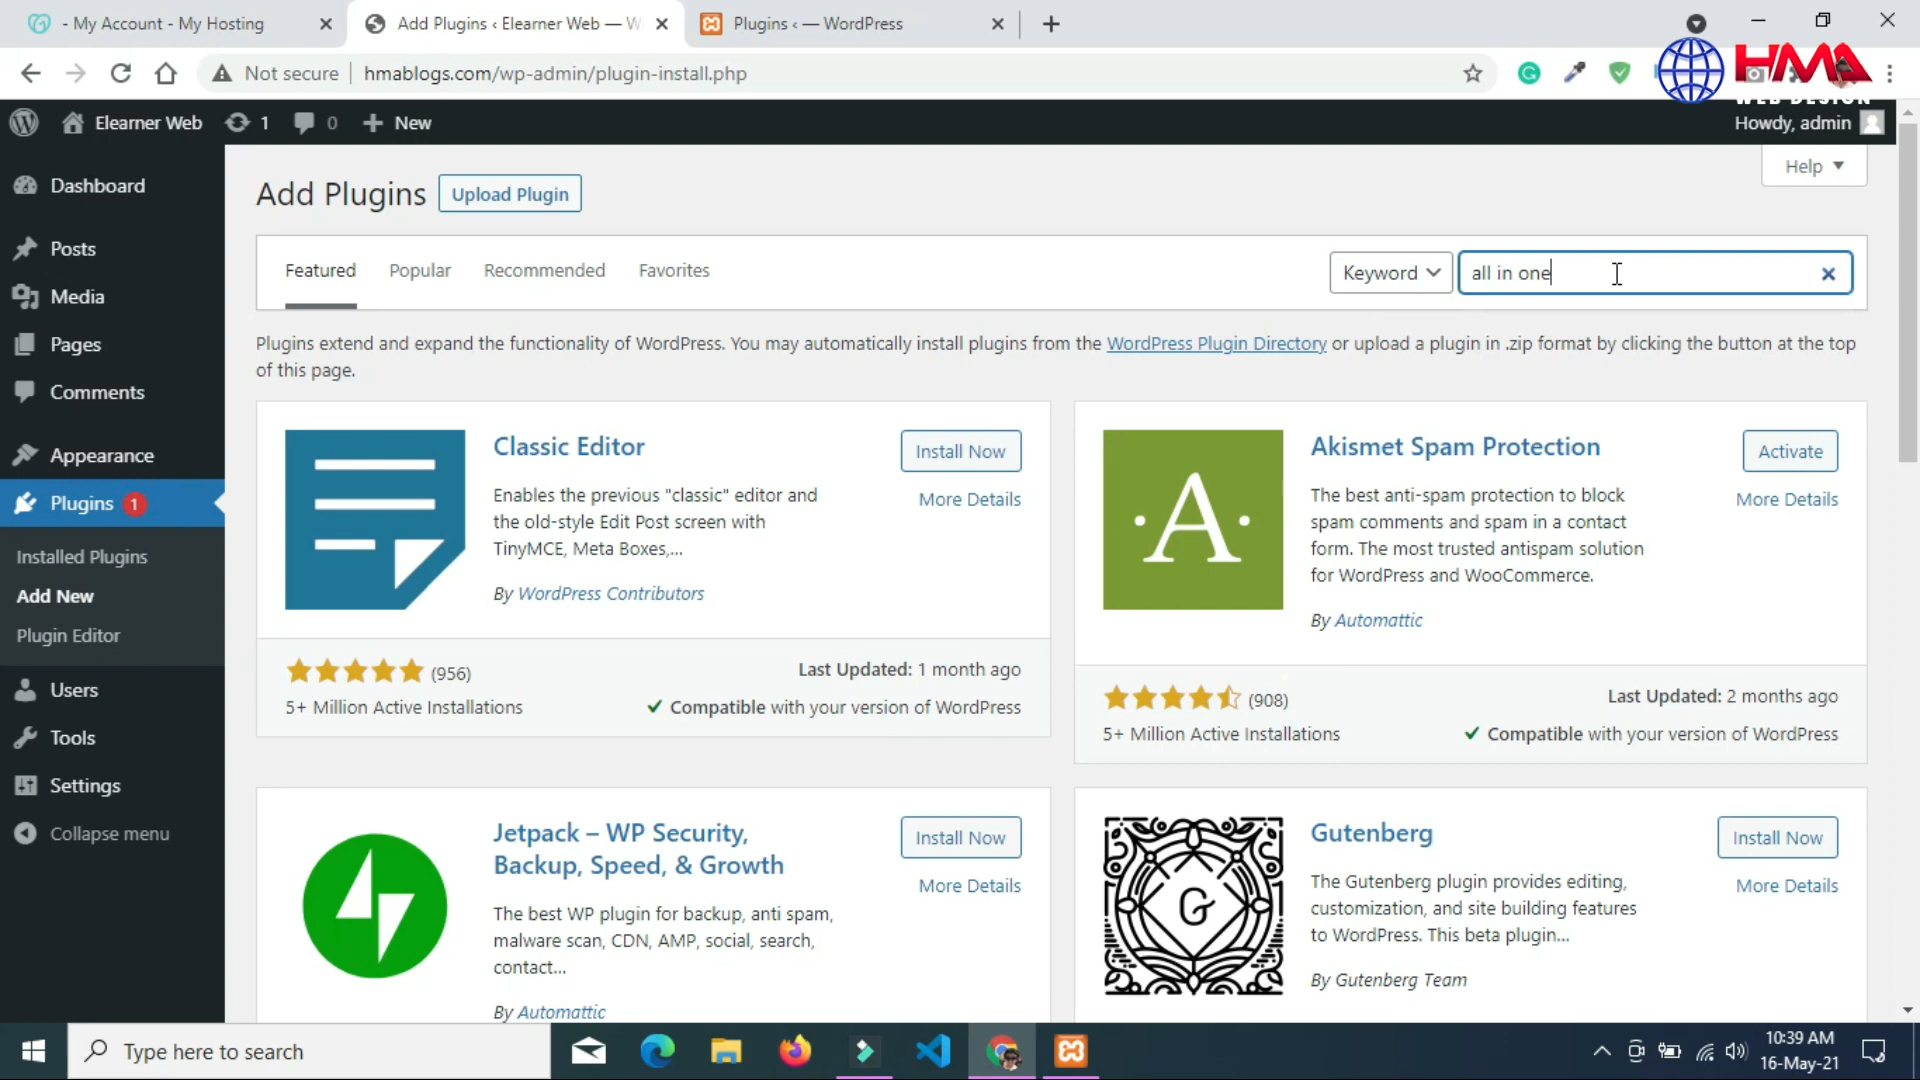 - My Account - My Hosting
Add Plugins ‹ Elearner Web — W
Plugins ‹ — WordPress
Not secure
hmablogs.com/wp-admin/plugin-install.php
HMA
WEB DESIGN
Elearner Web
1
0
New
Howdy, admin
Dashboard
Posts
Media
Pages
Comments
Appearance
Plugins 1
Installed Plugins
Add New
Plugin Editor
Users
Tools
Settings
Collapse menu
Help
Add Plugins
Upload Plugin
Featured
Popular
Recommended
Favorites
Keyword
all in one
Plugins extend and expand the functionality of WordPress. You may automatically install plugins from the WordPress Plugin Directory or upload a plugin in .zip format by clicking the button at the top
of this page.
Classic Editor
Install Now
More Details
Enables the previous "classic" editor and
the old-style Edit Post screen with
TinyMCE, Meta Boxes,...
By WordPress Contributors
(956)
Last Updated: 1 month ago
5+ Million Active Installations
Compatible with your version of WordPress
A
Akismet Spam Protection
Activate
More Details
The best anti-spam protection to block
spam comments and spam in a contact
form. The most trusted antispam solution
for WordPress and WooCommerce.
By Automattic
(908)
Last Updated: 2 months ago
5+ Million Active Installations
Compatible with your version of WordPress
Jetpack – WP Security,
Backup, Speed, & Growth
Install Now
More Details
The best WP plugin for backup, anti spam,
malware scan, CDN, AMP, social, search,
contact...
By Automattic
G
Gutenberg
Install Now
More Details
The Gutenberg plugin provides editing,
customization, and site building features
to WordPress. This beta plugin...
By Gutenberg Team
Type here to search
10:39 AM
16-May-21